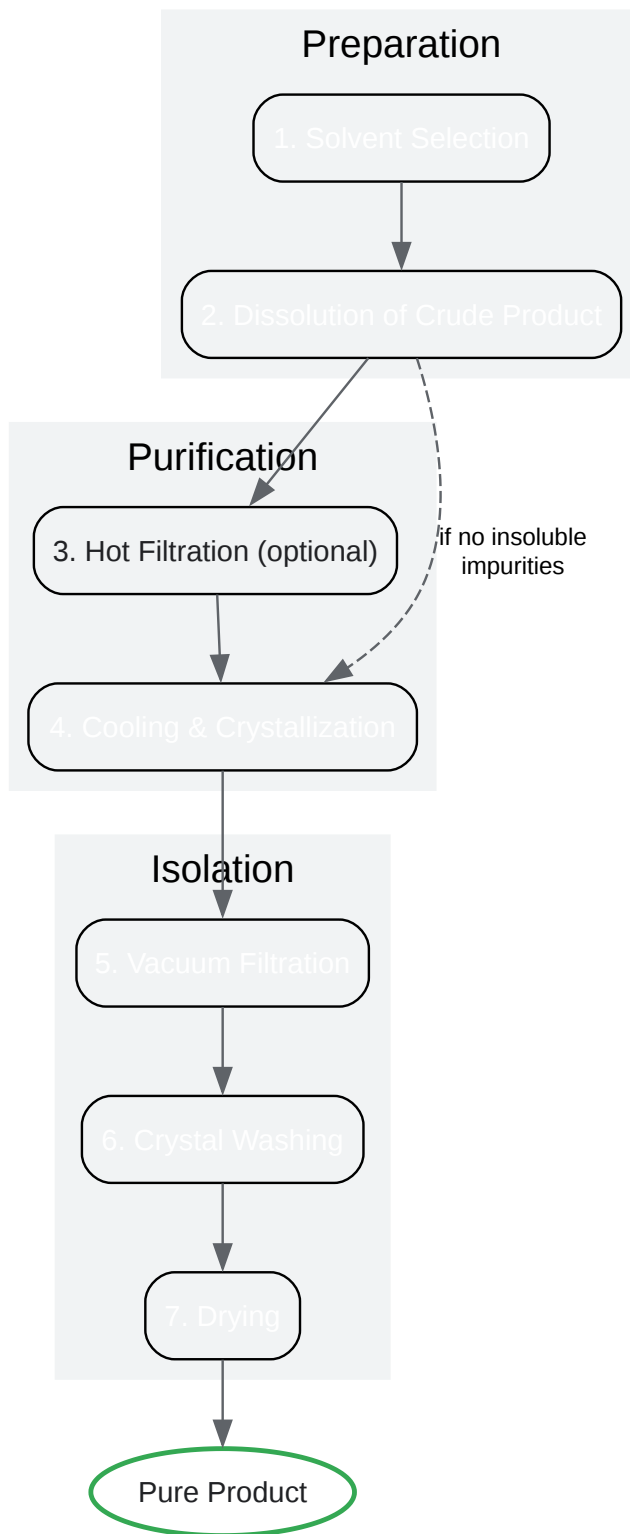 Preparation
1. Solvent Selection
2. Dissolution of Crude Product
Purification
3. Hot Filtration (optional)
if no insoluble
impurities
4. Cooling & Crystallization
Isolation
5. Vacuum Filtration
6. Crystal Washing
7. Drying
Pure Product